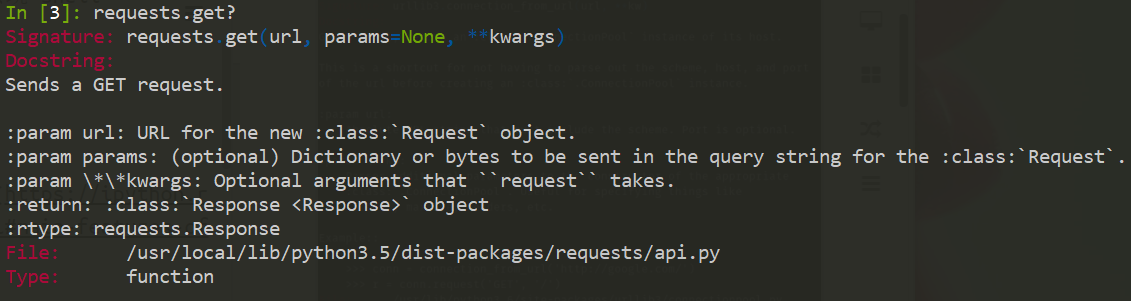 In [3]: requests.get?
Signature: requests.get(url, params=None, **kwargs)
Docstring:
Sends a GET request.
:param url: URL for the new :class:`Request` object.
:param params: (optional) Dictionary or bytes to be sent in the query string for the :class:`Request`.
:param \*\*kwargs: Optional arguments that ``request`` takes.
:return: :class:`Response <Response>` object
:rtype: requests.Response
File:      /usr/local/lib/python3.5/dist-packages/requests/api.py
Type:      function